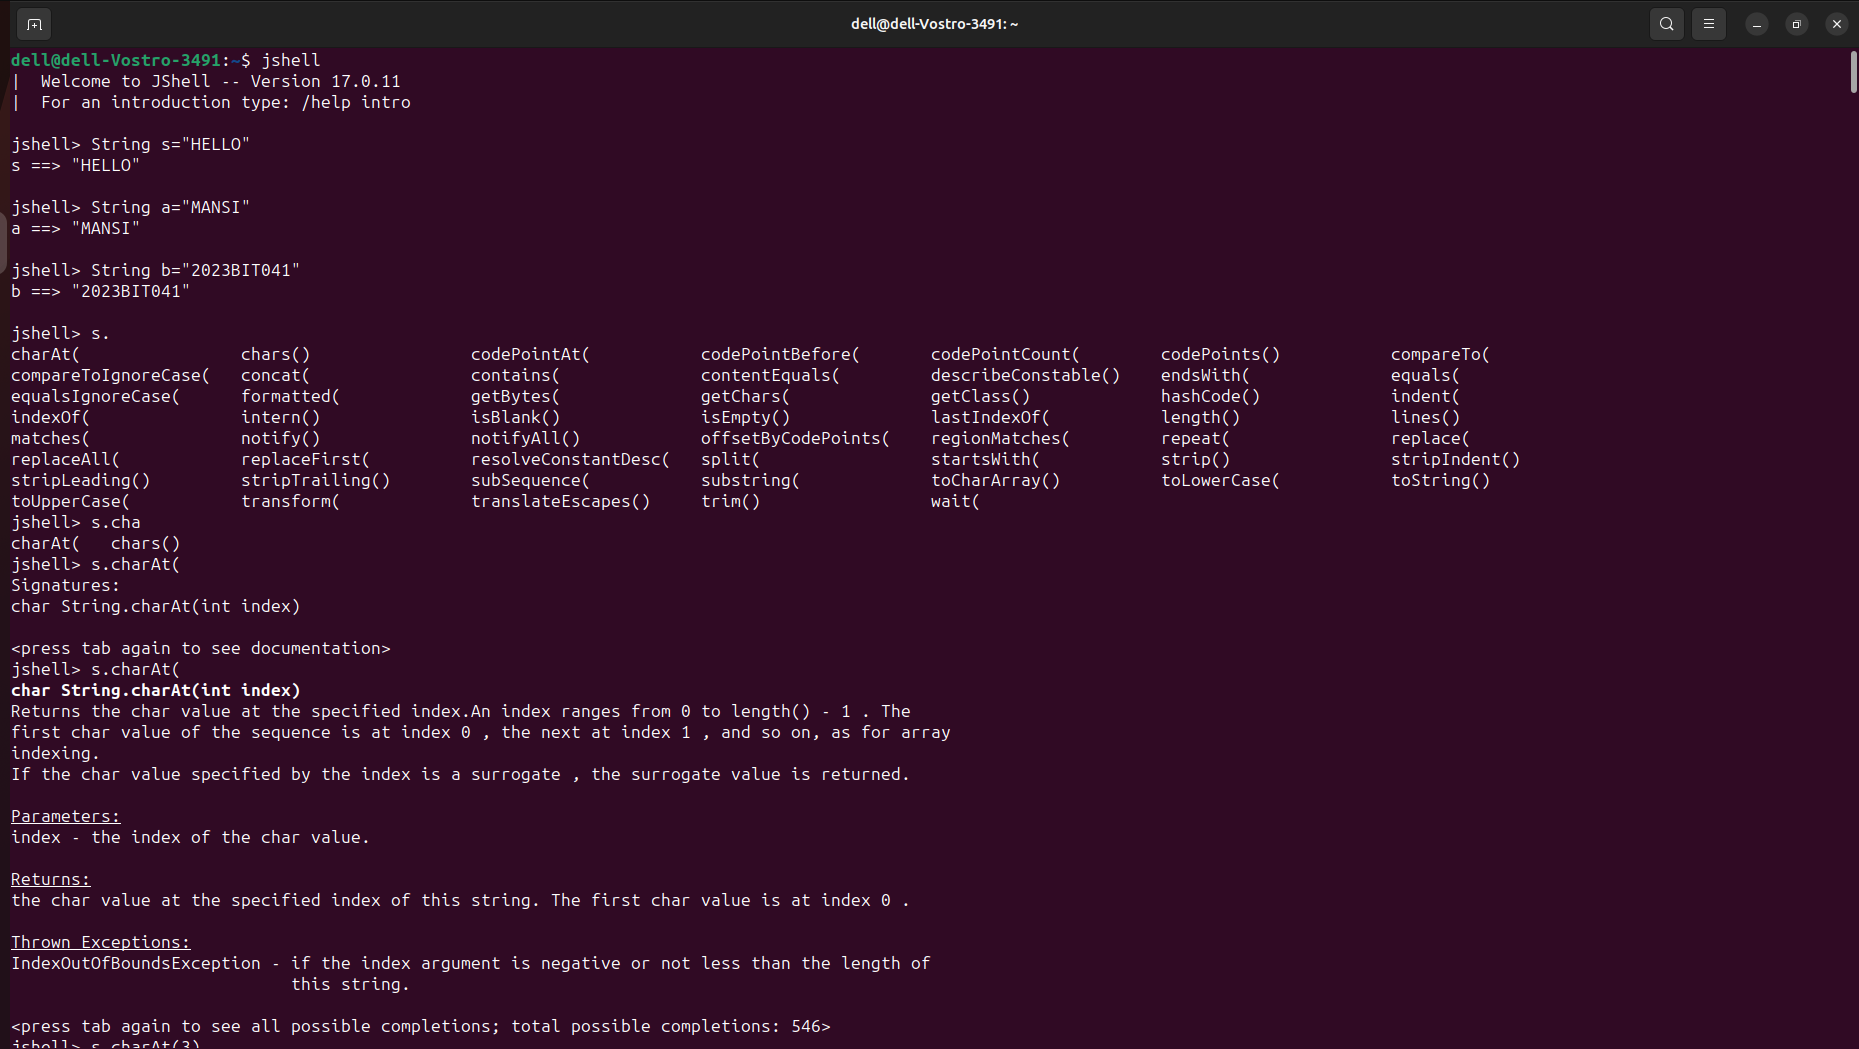 dell@dell-Vostro-3491: ~
dell@dell-Vostro-3491:~$ jshell
|  Welcome to JShell -- Version 17.0.11
|  For an introduction type: /help intro
jshell> String s="HELLO"
s ==> "HELLO"
jshell> String a="MANSI"
a ==> "MANSI"
jshell> String b="2023BIT041"
b ==> "2023BIT041"
jshell> s.
charAt( chars() codePointAt( codePointBefore( codePointCount( codePoints() compareTo(
compareToIgnoreCase( concat( contains( contentEquals( describeConstable() endsWith( equals(
equalsIgnoreCase( formatted( getBytes( getChars( getClass() hashCode() indent(
indexOf( intern() isBlank() isEmpty() lastIndexOf( length() lines()
matches( notify() notifyAll() offsetByCodePoints( regionMatches( repeat( replace(
replaceAll( replaceFirst( resolveConstantDesc( split( startsWith( strip() stripIndent()
stripLeading() stripTrailing() subSequence( substring( toCharArray() toLowerCase( toString()
toUpperCase( transform( translateEscapes() trim() wait(
jshell> s.cha
charAt( chars()
jshell> s.charAt(
Signatures:
char String.charAt(int index)
<press tab again to see documentation>
jshell> s.charAt(
char String.charAt(int index)
Returns the char value at the specified index.An index ranges from 0 to length() - 1 . The
first char value of the sequence is at index 0 , the next at index 1 , and so on, as for array
indexing.
If the char value specified by the index is a surrogate , the surrogate value is returned.
Parameters:
index - the index of the char value.
Returns:
the char value at the specified index of this string. The first char value is at index 0 .
Thrown Exceptions:
IndexOutOfBoundsException - if the index argument is negative or not less than the length of
this string.
<press tab again to see all possible completions; total possible completions: 546>
jshell> s.charAt(3)